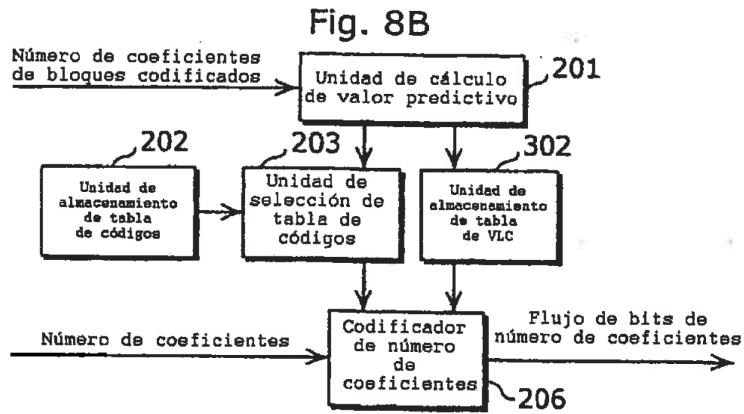 Fig. 8B
Número de coeficientes
de bloques codificados
Unidad de cálculo
de valor predictivo
201
202
203
302
Unidad de
almacenamiento
de tabla
de códigos
Unidad de
selección de
tabla de
códigos
Unidad de
almacenamiento
de tabla
de VLC
Número de coeficientes
Codificador
de número
de
coeficientes
Flujo de bits de
número de coeficientes
206